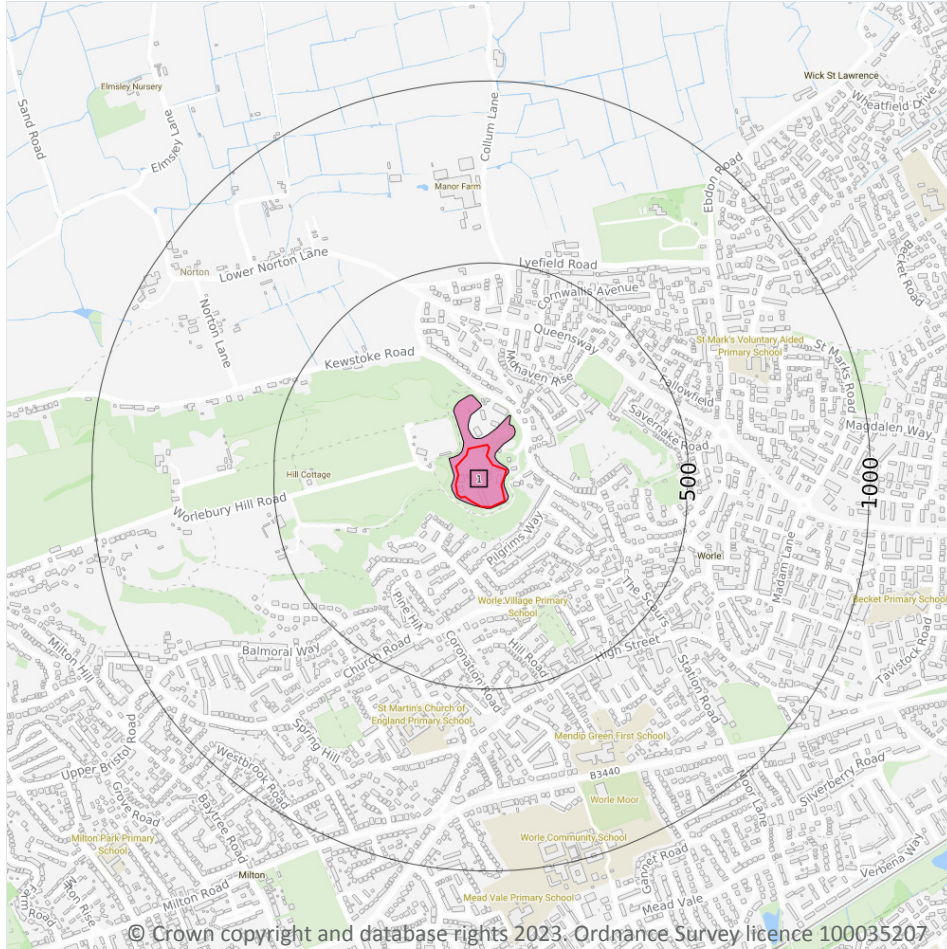 Elmsley Nursery
Wick St Lawrence
Sand Road
Elmsley Lane
Collum Lane
Wheatfield Drive
Manor Farm
Ebdon Road
Becket Road
Norton
Lower Norton Lane
Lyefield Road
Cornwallis Avenue
Norton Lane
Queensway
St Mark's Voluntary Aided
Primary School
St Marks Road
Kewstoke Road
Mohaven Rise
Fallowfield
Savernake Road
Magdalen Way
Hill Cottage
1
500
1000
Worlebury Hill Road
Pilgrims Way
Worle
Madam Lane
The Scaurs
Pine Hill
Worle Village Primary
School
Becket Primary School
Milton Hill
Balmoral Way
Church Road
Coronation Road
Hill Road
High Street
Station Road
Tavistock Road
St Martin's Church of
England Primary School
Spring Hill
Mendip Green First School
Upper Bristol Road
Westbrook Road
B3440
Silverberry Road
Grove Road
Baytree Road
Worle Moor
Moor Lane
Milton Park Primary
School
Worle Community School
Gannet Road
Verbena Way
Milton
Milton Road
Mead Vale Primary School
Mead Vale
Milton Rise
Farm Road
© Crown copyright and database rights 2023. Ordnance Survey licence 100035207